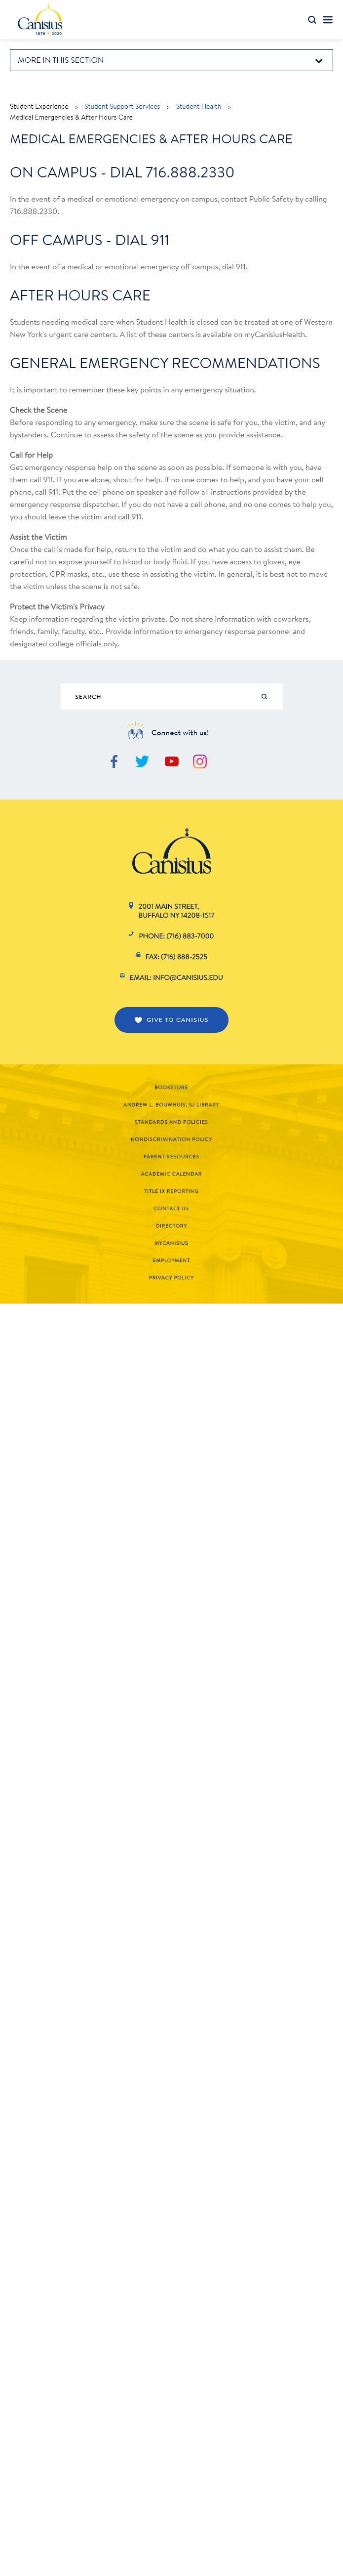 Canisius
1870 • 2020
MORE IN THIS SECTION
Student Experience > Student Support Services > Student Health >
Medical Emergencies & After Hours Care
MEDICAL EMERGENCIES & AFTER HOURS CARE
ON CAMPUS - DIAL 716.888.2330
In the event of a medical or emotional emergency on campus, contact Public Safety by calling
716.888.2330.
OFF CAMPUS - DIAL 911
In the event of a medical or emotional emergency off campus, dial 911.
AFTER HOURS CARE
Students needing medical care when Student Health is closed can be treated at one of Western
New York's urgent care centers. A list of these centers is available on myCanisiusHealth.
GENERAL EMERGENCY RECOMMENDATIONS
It is important to remember these key points in any emergency situation.
Check the Scene
Before responding to any emergency, make sure the scene is safe for you, the victim, and any
bystanders. Continue to assess the safety of the scene as you provide assistance.
Call for Help
Get emergency response help on the scene as soon as possible. If someone is with you, have
them call 911. If you are alone, shout for help. If no one comes to help, and you have your cell
phone, call 911. Put the cell phone on speaker and follow all instructions provided by the
emergency response dispatcher. If you do not have a cell phone, and no one comes to help you,
you should leave the victim and call 911.
Assist the Victim
Once the call is made for help, return to the victim and do what you can to assist them. Be
careful not to expose yourself to blood or body fluid. If you have access to gloves, eye
protection, CPR masks, etc., use these in assisting the victim. In general, it is best not to move
the victim unless the scene is not safe.
Protect the Victim's Privacy
Keep information regarding the victim private. Do not share information with coworkers,
friends, family, faculty, etc.. Provide information to emergency response personnel and
designated college officials only.
SEARCH
Connect with us!
Canisius
2001 MAIN STREET,
BUFFALO NY 14208-1517
PHONE: (716) 883-7000
FAX: (716) 888-2525
EMAIL: INFO@CANISIUS.EDU
GIVE TO CANISIUS
BOOKSTORE
ANDREW L. BOUWHUIS, SJ LIBRARY
STANDARDS AND POLICIES
NONDISCRIMINATION POLICY
PARENT RESOURCES
ACADEMIC CALENDAR
TITLE IX REPORTING
CONTACT US
DIRECTORY
MYCANISIUS
EMPLOYMENT
PRIVACY POLICY